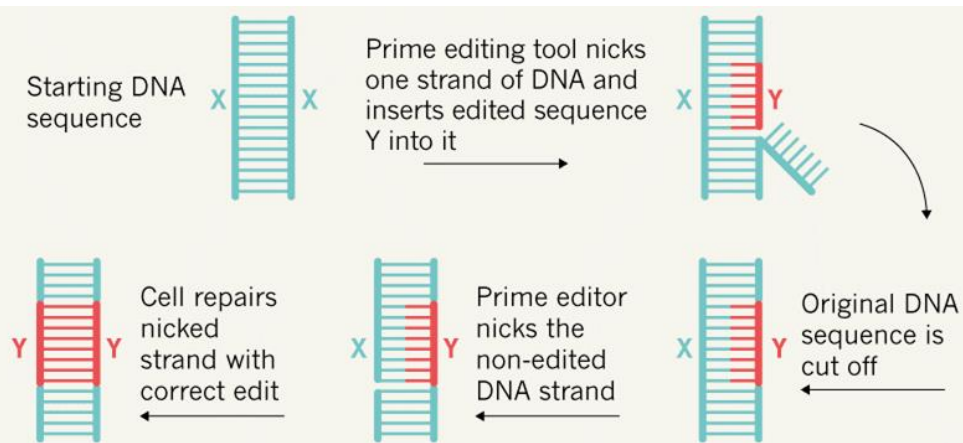 Starting DNA
sequence
X
X
Prime editing tool nicks
one strand of DNA and
inserts edited sequence
Y into it
X
Y
Original DNA
sequence is
cut off
X
Y
Prime editor
nicks the
non-edited
DNA strand
X
Y
Cell repairs
nicked
strand with
correct edit
Y
Y